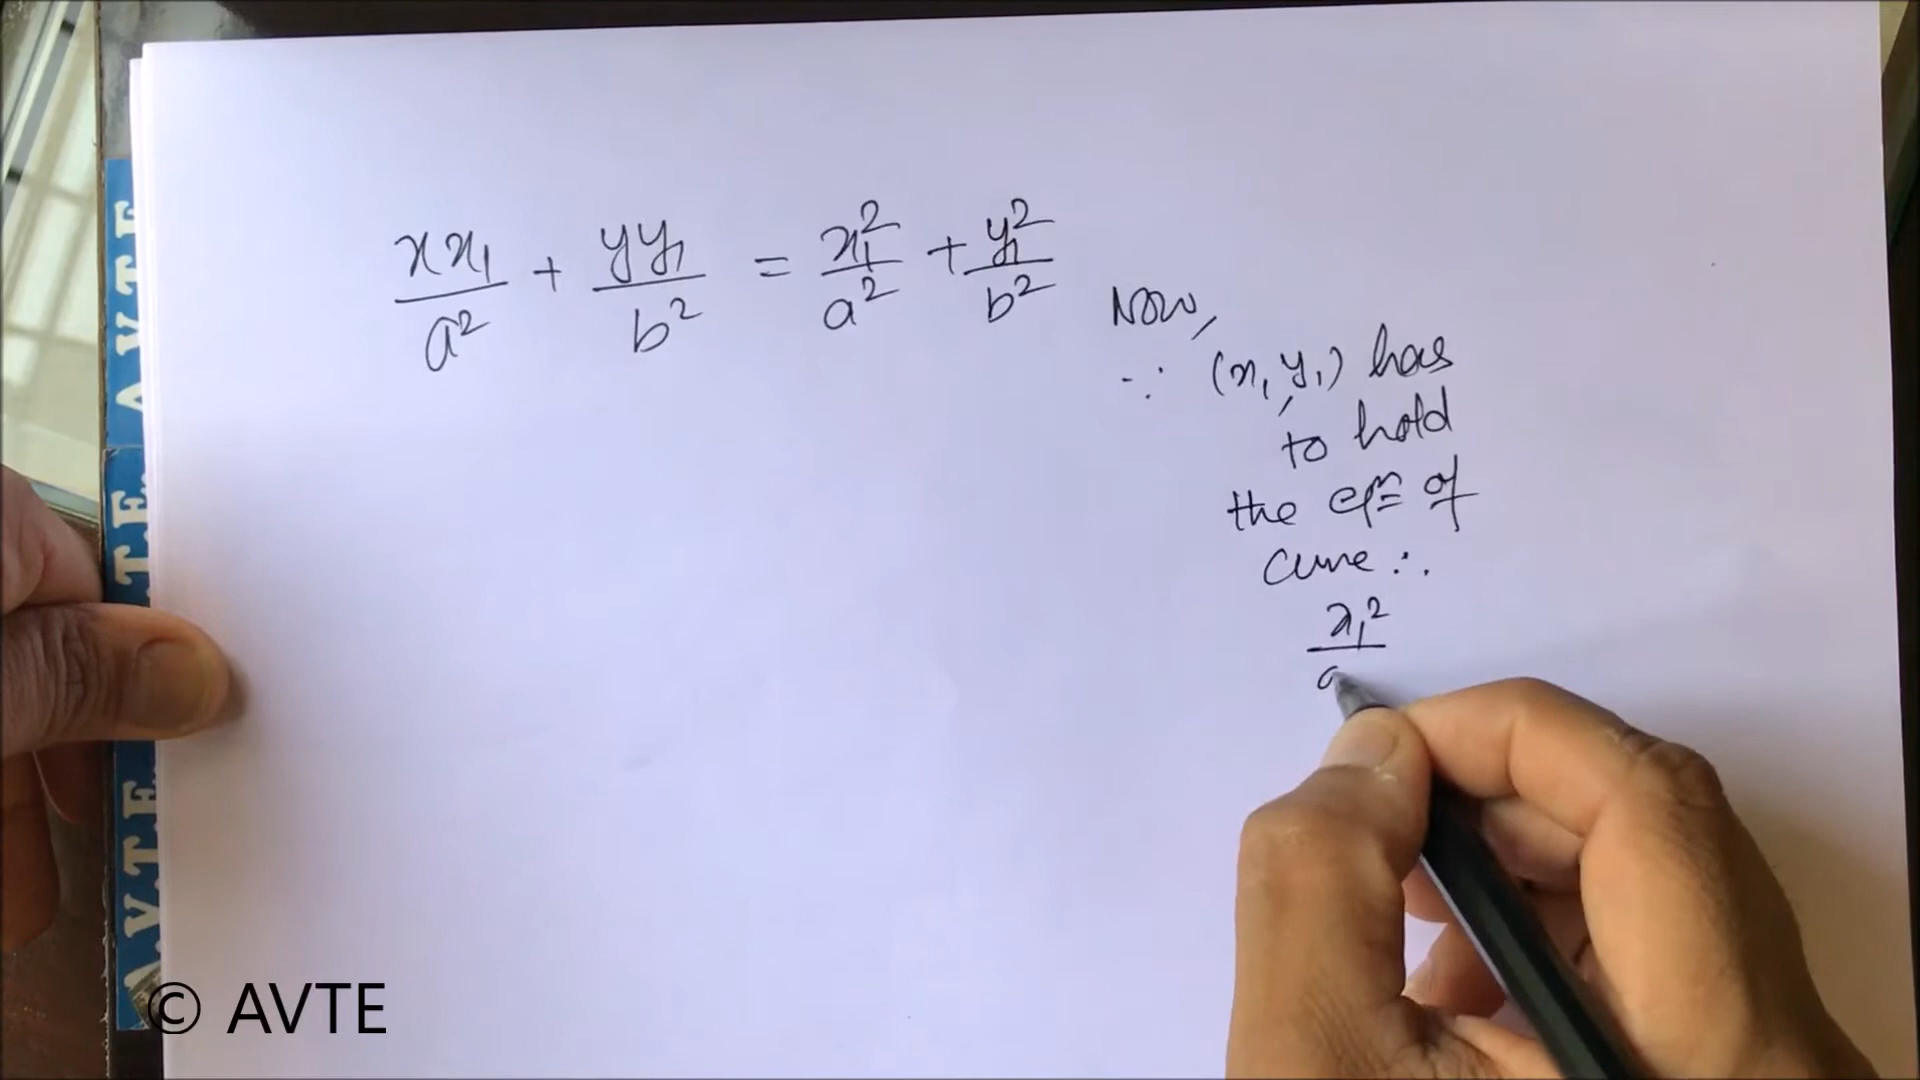 xx₁/a² + yy₁/b² = x₁²/a² + y₁²/b²
Now,
∵ (x₁, y₁) has
to hold
the eqn of
curve ∴
x₁²
a
A.V.T.E
A.V.T.E
A.V.T.E
© AVTE